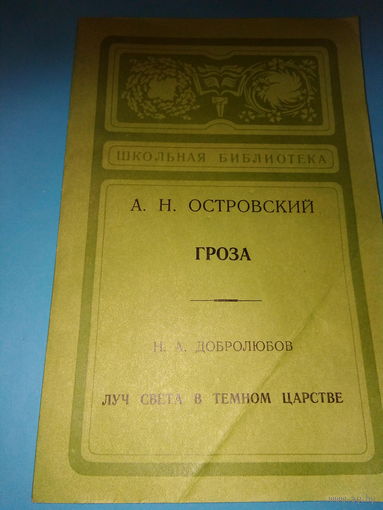 ШКОЛЬНАЯ БИБЛИОТЕКА
А. Н. ОСТРОВСКИЙ
ГРОЗА
Н. А. ДОБРОЛЮБОВ
ЛУЧ СВЕТА В ТЕМНОМ ЦАРСТВЕ